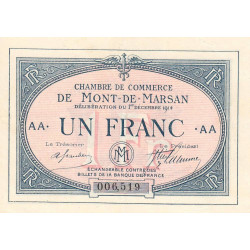 CHAMBRE DE COMMERCE
DE MONT-DE-MARSAN
DÉLIBÉRATION DU 1ER DÉCEMBRE 1914
AA UN FRANC AA
Le Trésorier Le Président
MM
ÉCHANGEABLE CONTRE DES
BILLETS DE LA BANQUE DE FRANCE
006,519